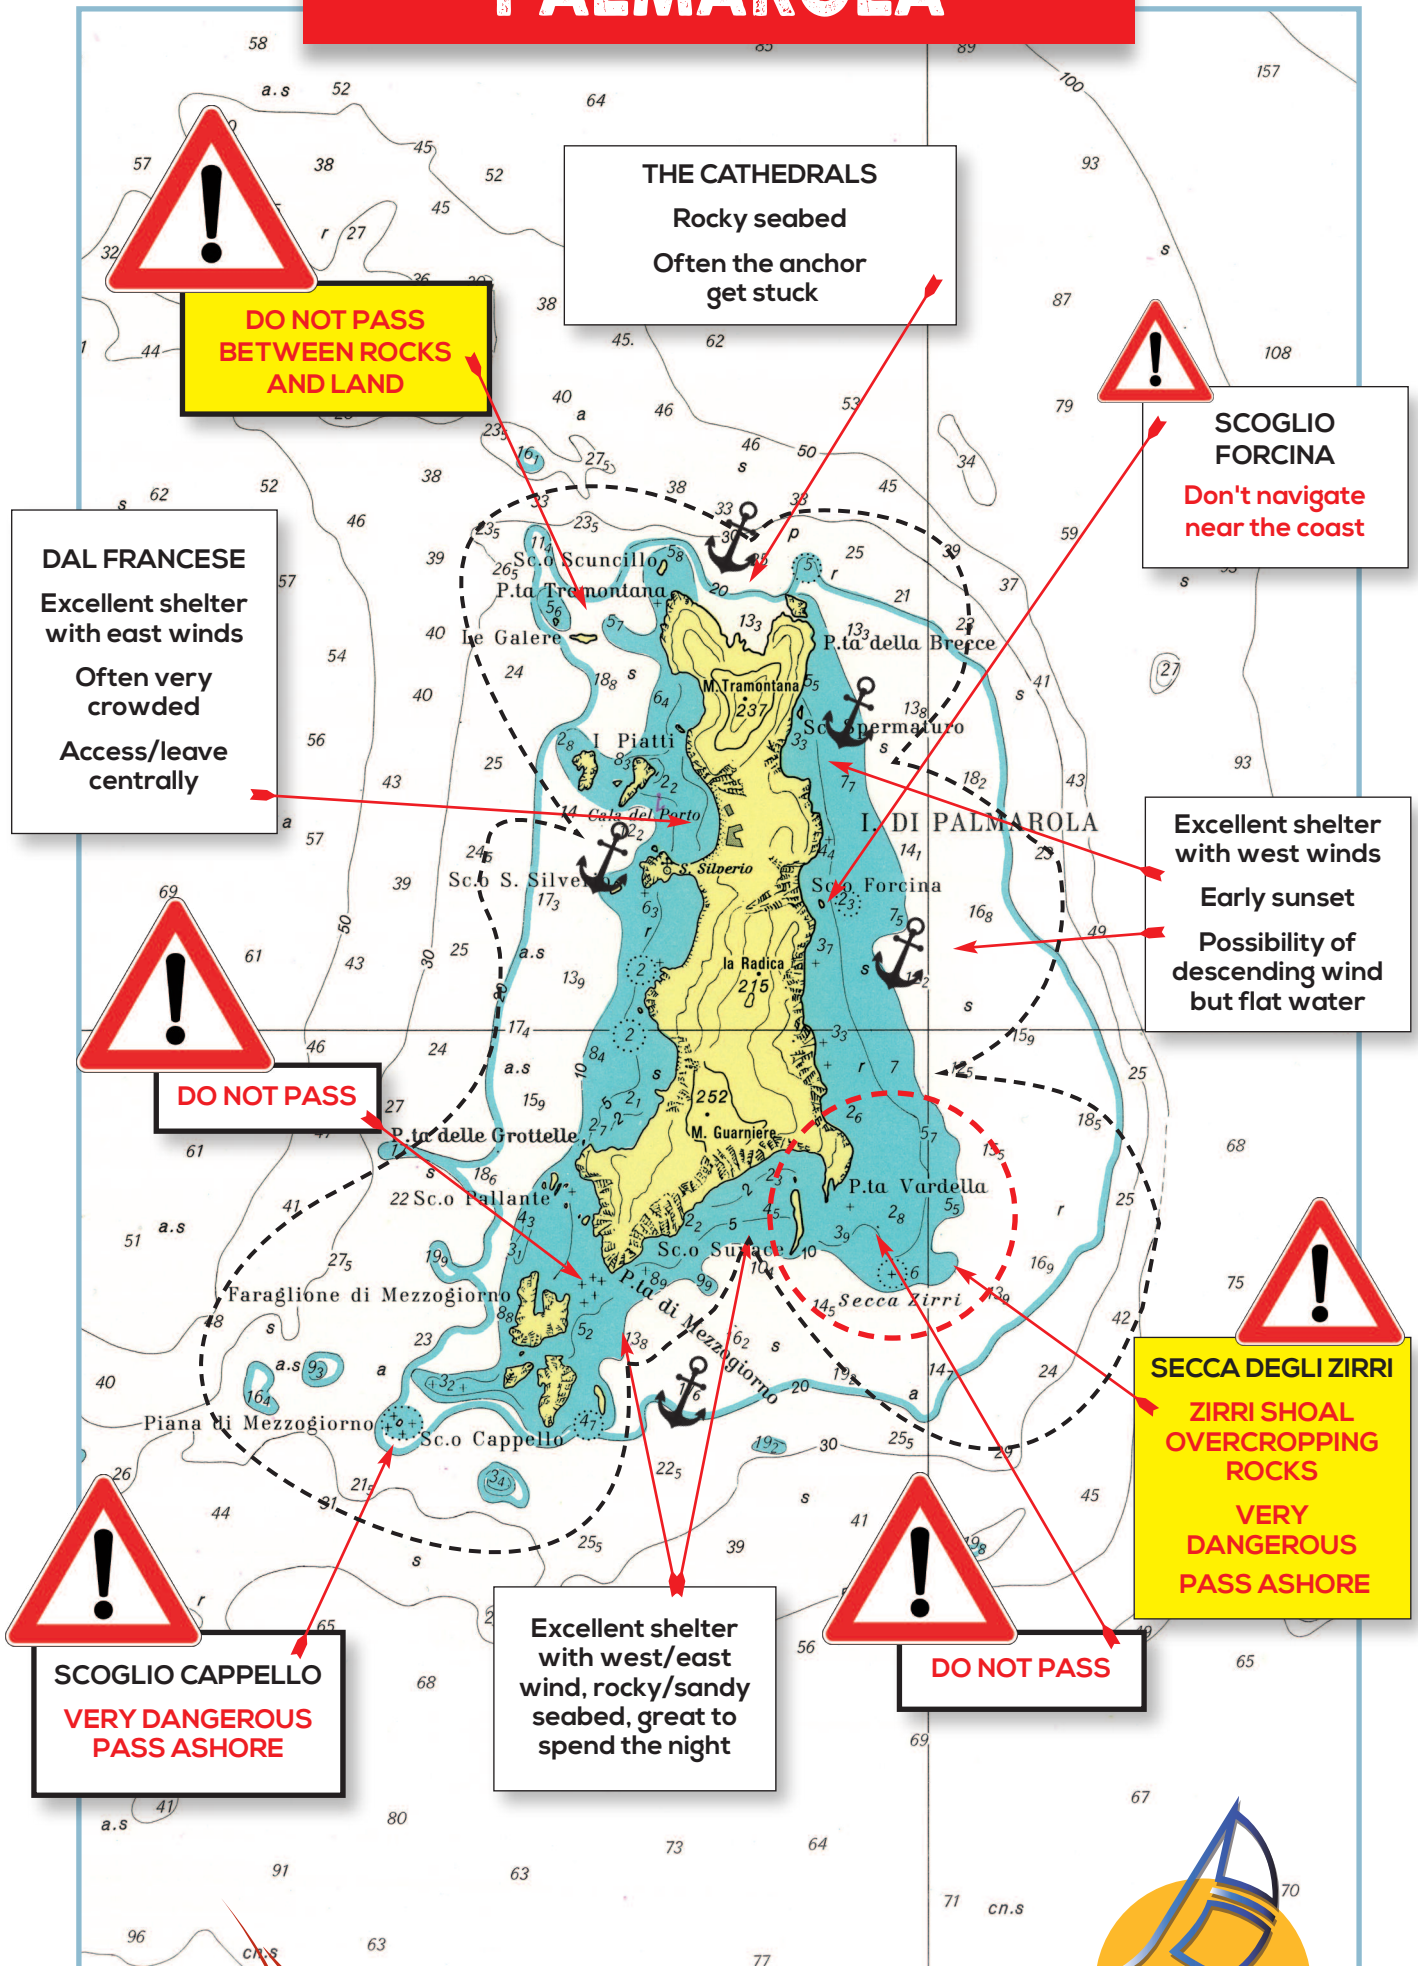 PALMAROLA
THE CATHEDRALS
Rocky seabed
Often the anchor
get stuck
DO NOT PASS
BETWEEN ROCKS
AND LAND
SCOGLIO
FORCINA
Don't navigate
near the coast
DAL FRANCESE
Excellent shelter
with east winds
Often very
crowded
Access/leave
centrally
Sc.o Scuncillo
P.ta Tramontana
Le Galere
P.ta della Brecce
M. Tramontana
237
Sc. Spermaturo
I Piatti
Cala del Porto
I. DI PALMAROLA
S. Silverio
Sc.o S. Silverio
Sc.o Forcina
Excellent shelter
with west winds
Early sunset
Possibility of
descending wind
but flat water
la Radica
215
DO NOT PASS
252
M. Guarniere
P.ta delle Grottelle
Sc.o Pallante
P.ta Vardella
Sc.o Suvace
Faraglione di Mezzogiorno
P.ta di Mezzogiorno
Secca Zirri
Piana di Mezzogiorno
Sc.o Cappello
SECCA DEGLI ZIRRI
ZIRRI SHOAL
OVERCROPPING
ROCKS
VERY
DANGEROUS
PASS ASHORE
Excellent shelter
with west/east
wind, rocky/sandy
seabed, great to
spend the night
DO NOT PASS
SCOGLIO CAPPELLO
VERY DANGEROUS
PASS ASHORE